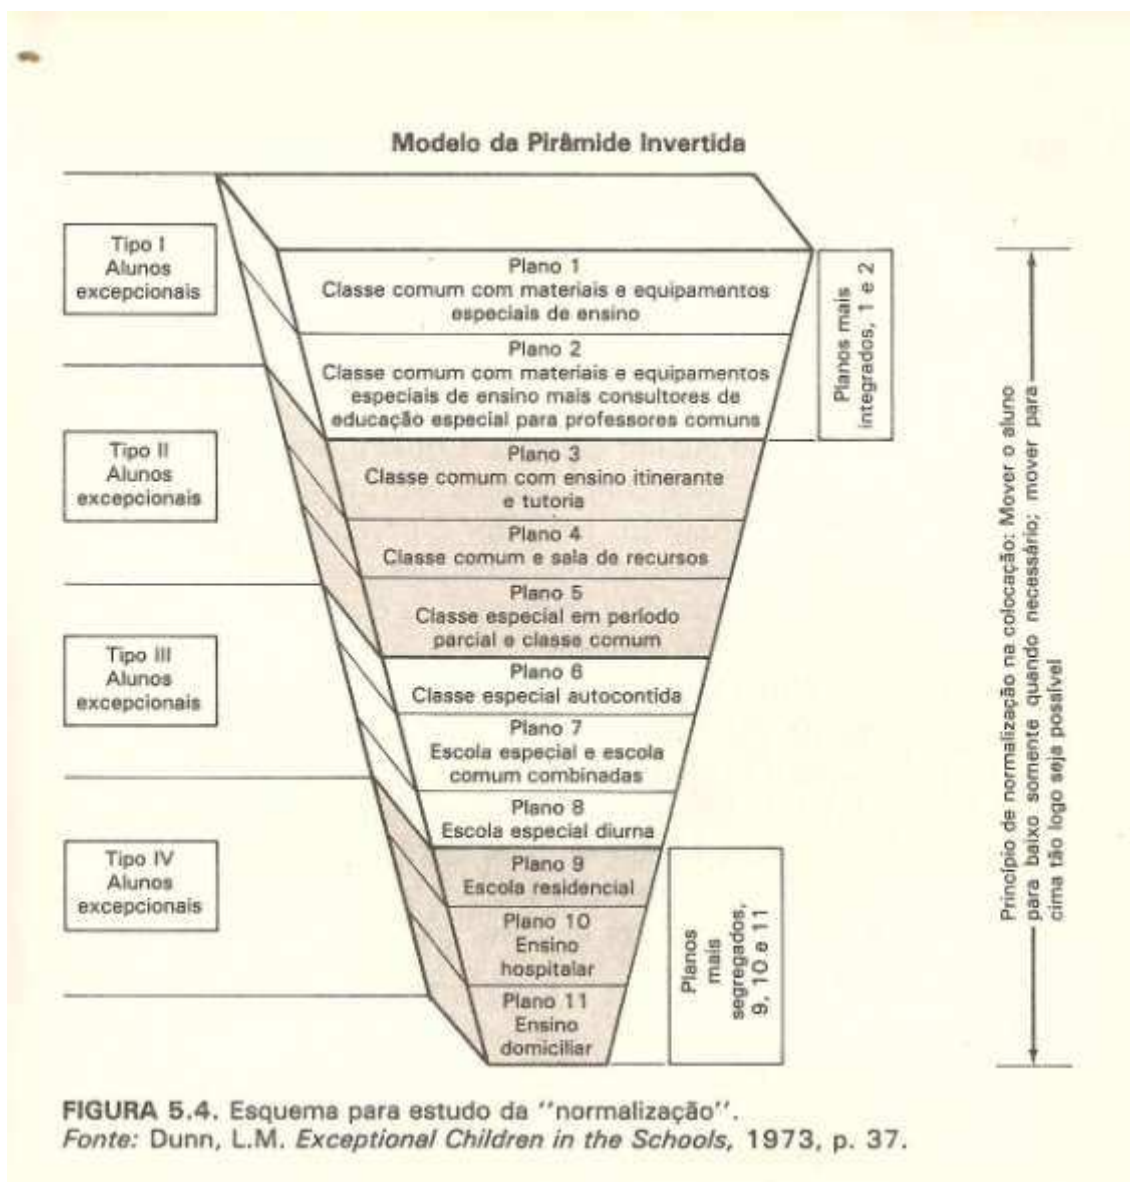 Modelo da Pirâmide Invertida
Tipo I
Alunos
excepcionais
Plano 1
Classe comum com materiais e equipamentos
especiais de ensino
Plano 2
Classe comum com materiais e equipamentos
especiais de ensino mais consultores de
educação especial para professores comuns
Planos mais
integrados, 1 e 2
Tipo II
Alunos
excepcionais
Plano 3
Classe comum com ensino itinerante
e tutoria
Plano 4
Classe comum e sala de recursos
Plano 5
Classe especial em período
parcial e classe comum
Tipo III
Alunos
excepcionais
Plano 6
Classe especial autocontida
Plano 7
Escola especial e escola
comum combinadas
Plano 8
Escola especial diurna
Tipo IV
Alunos
excepcionais
Plano 9
Escola residencial
Plano 10
Ensino
hospitalar
Plano 11
Ensino
domiciliar
Planos
mais
segregados,
9, 10 e 11
Princípio de normalização na colocação: Mover o aluno
para baixo somente quando necessário; mover para
cima tão logo seja possível
FIGURA 5.4. Esquema para estudo da "normalização".
Fonte: Dunn, L.M. Exceptional Children in the Schools, 1973, p. 37.